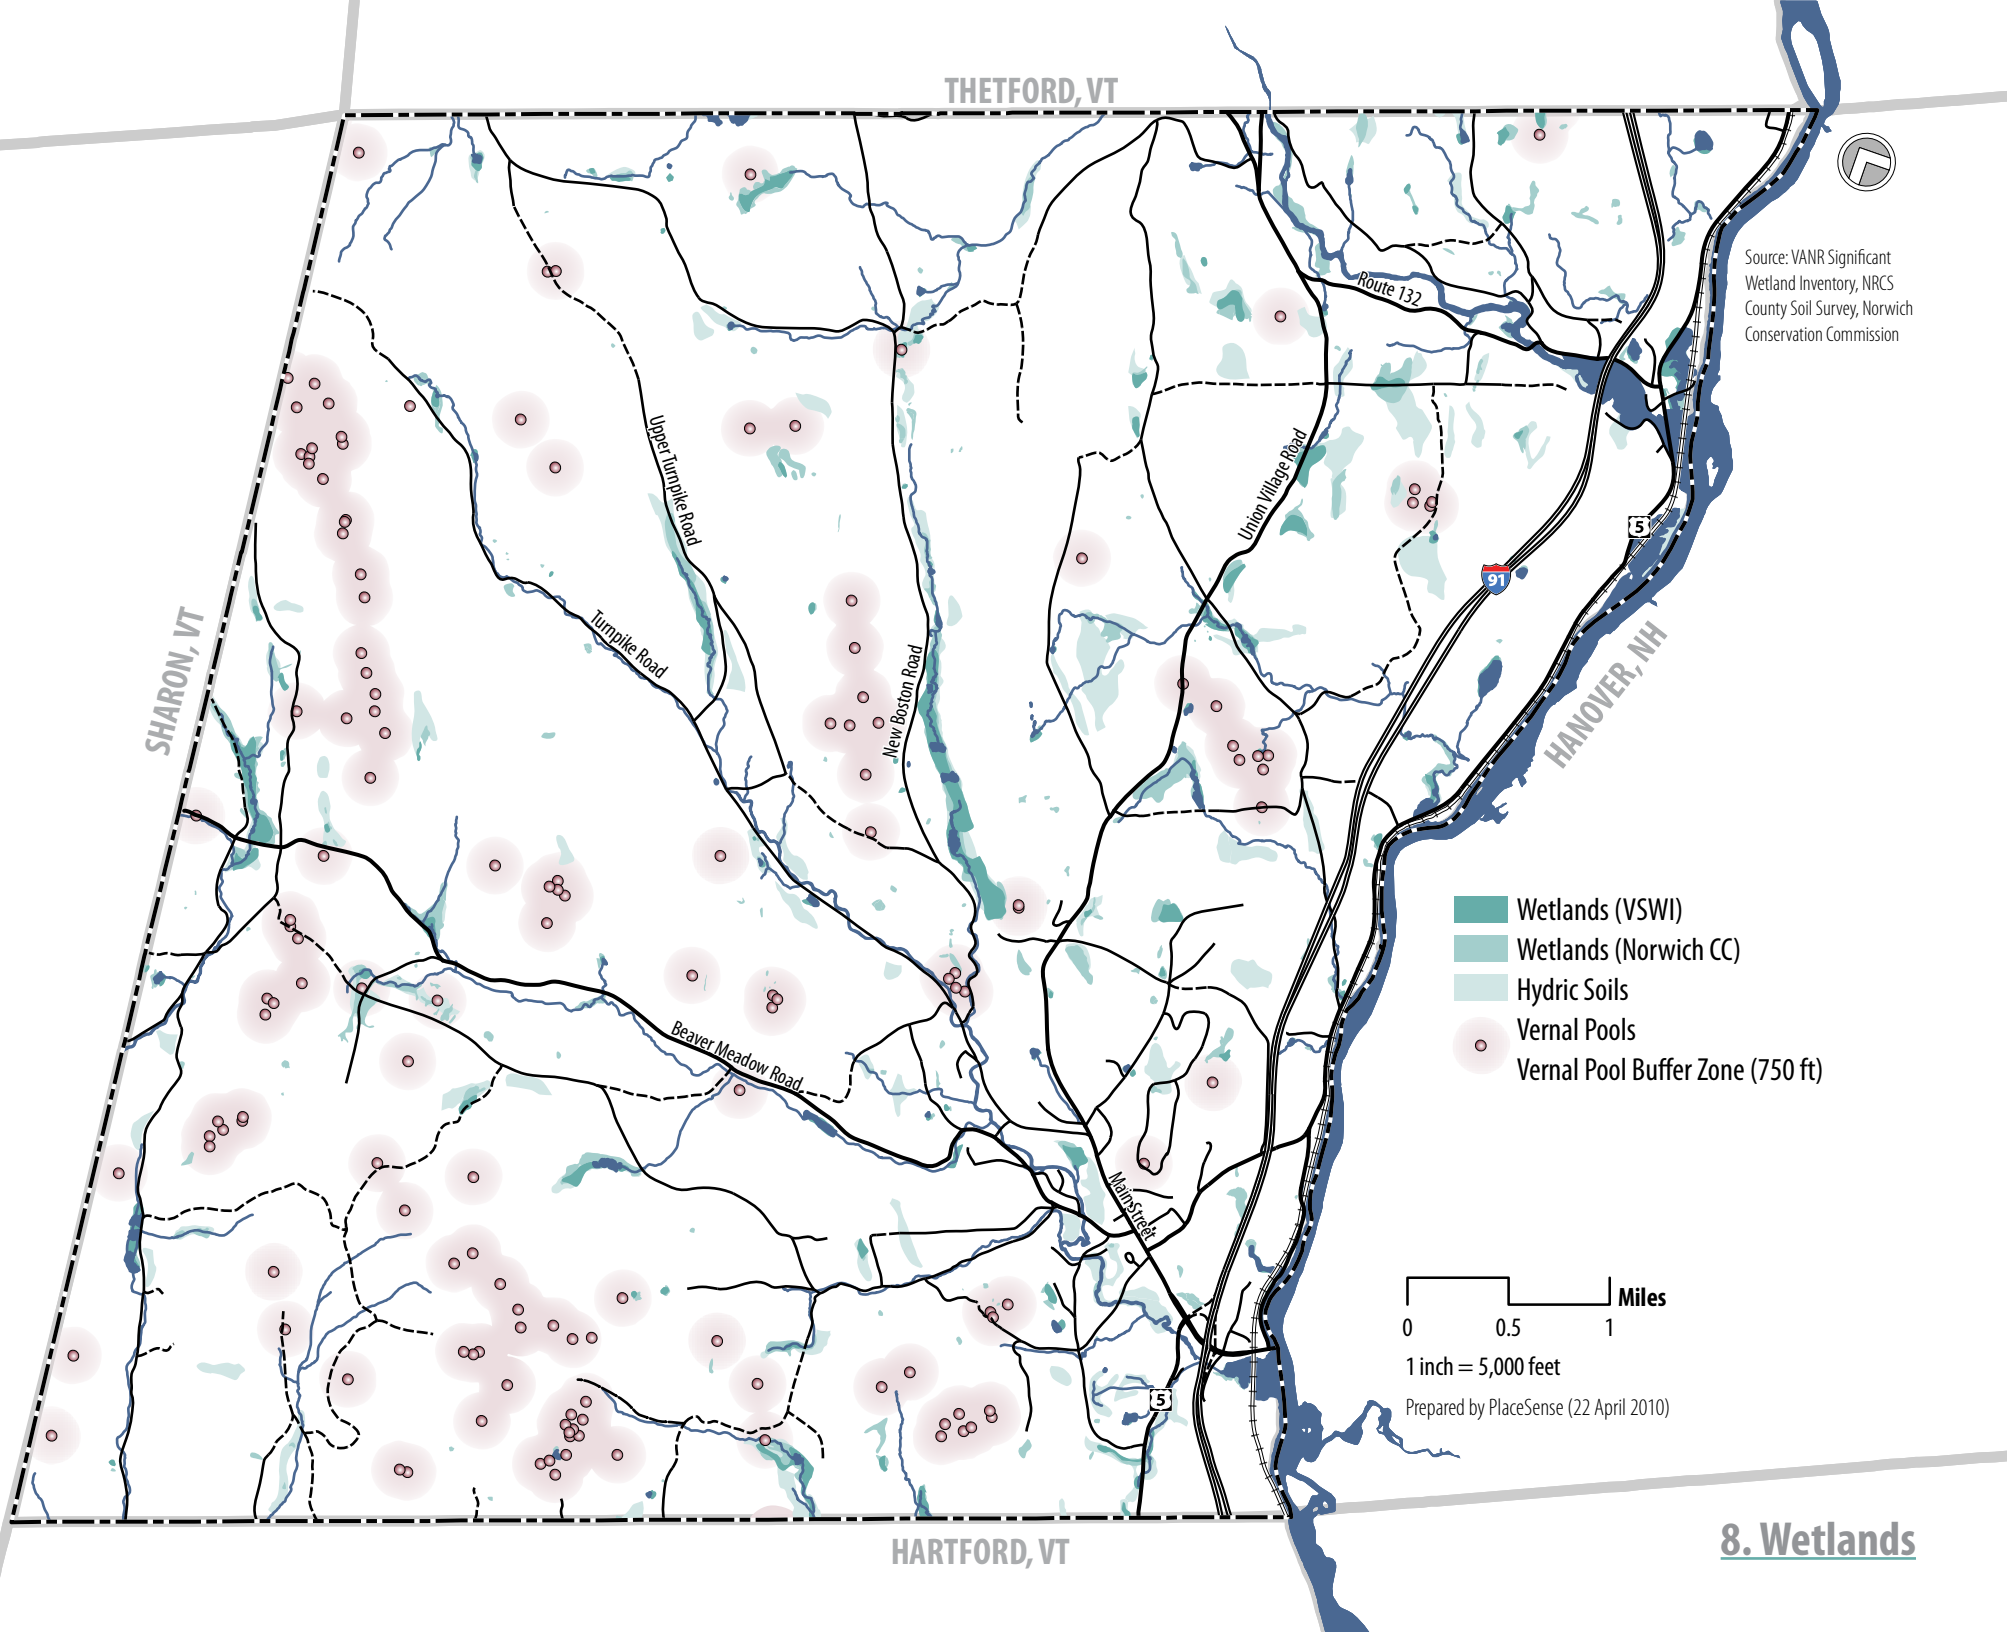 THETFORD, VT
Source: VANR Significant
Wetland Inventory, NRCS
County Soil Survey, Norwich
Conservation Commission
Route 132
Upper Turnpike Road
Union Village Road
5
91
Turnpike Road
SHARON, VT
New Boston Road
HANOVER, NH
Wetlands (VSWI)
Wetlands (Norwich CC)
Hydric Soils
Vernal Pools
Vernal Pool Buffer Zone (750 ft)
Beaver Meadow Road
Main Street
Miles
0 0.5 1
1 inch = 5,000 feet
5
Prepared by PlaceSense (22 April 2010)
HARTFORD, VT
8. Wetlands